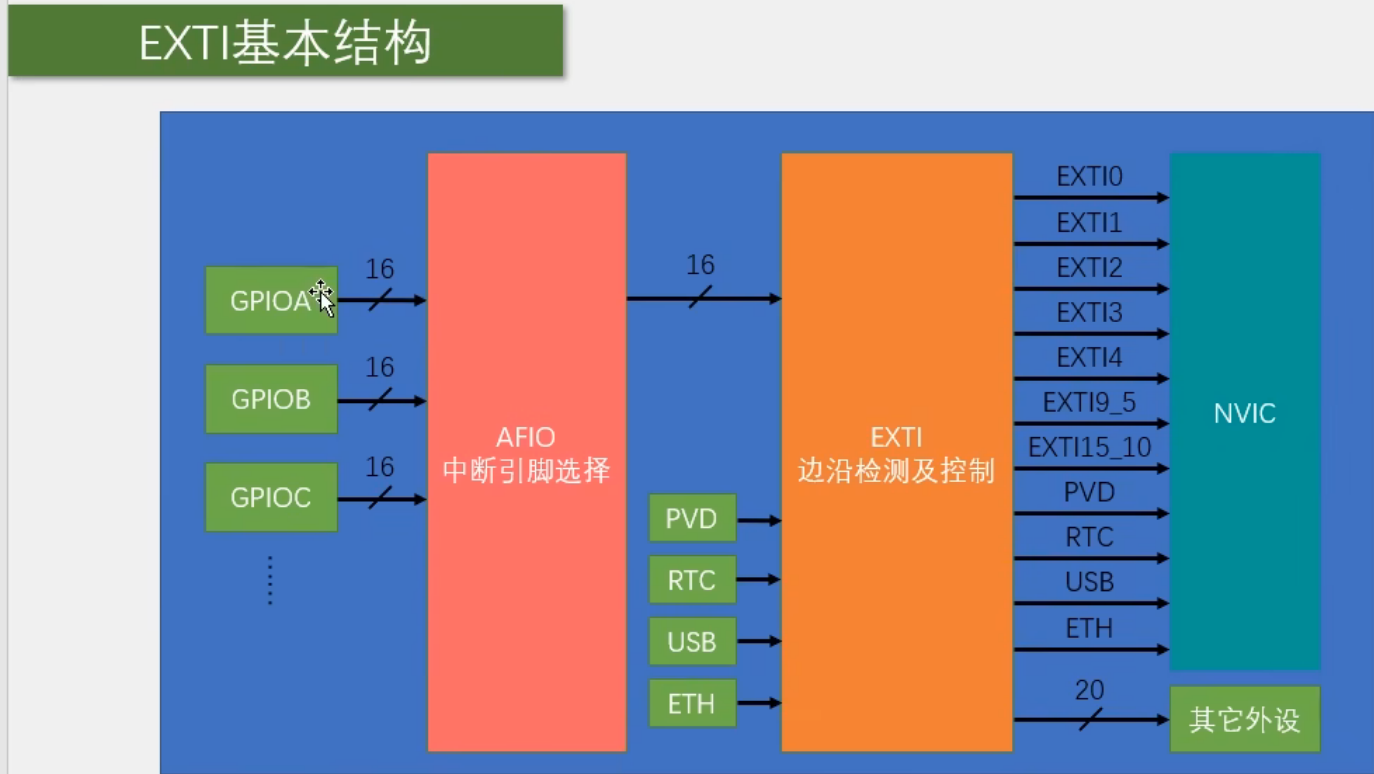 EXTI基本结构
GPIOA
16
GPIOB
16
GPIOC
16
AFIO
中断引脚选择
16
PVD
RTC
USB
ETH
EXTI
边沿检测及控制
EXTI0
EXTI1
EXTI2
EXTI3
EXTI4
EXTI9_5
EXTI15_10
PVD
RTC
USB
ETH
20
NVIC
其它外设